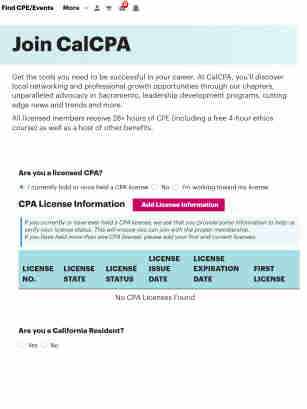 Find CPE/Events More
Join CalCPA
Get the tools you need to be successful in your career. At CalCPA, you'll discover
local networking and professional growth opportunities through our chapters,
unparalleled advocacy in Sacramento, leadership development programs, cutting-
edge news and trends and more.
All licensed members receive 28+ hours of CPE (including a free 4-hour ethics
course) as well as a host of other benefits.
Are you a licensed CPA?
I currently hold or once held a CPA license No I'm working toward my license
CPA License Information Add License Information
If you currently or have ever held a CPA license, we ask that you provide some information to help us
verify your license status. This will ensure you can join with the proper membership.
If you have held more than one CPA license, please add your first and current licenses.
LICENSE NO. LICENSE STATE LICENSE STATUS LICENSE ISSUE DATE LICENSE EXPIRATION DATE FIRST LICENSE
No CPA Licenses Found
Are you a California Resident?
Yes No